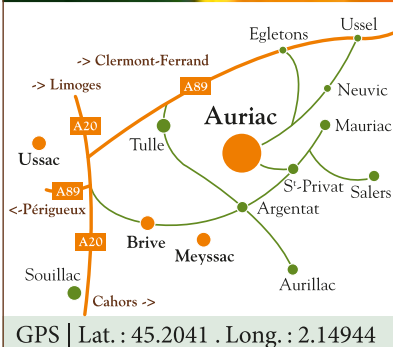 Ussel
Egletons
-> Clermont-Ferrand
-> Limoges
A89
Neuvic
Auriac
A20
Mauriac
Tulle
Ussac
St-Privat
Salers
A89
<-Périgueux
Argentat
A20
Brive
Meyssac
Souillac
Aurillac
Cahors ->
GPS | Lat. : 45.2041 . Long. : 2.14944